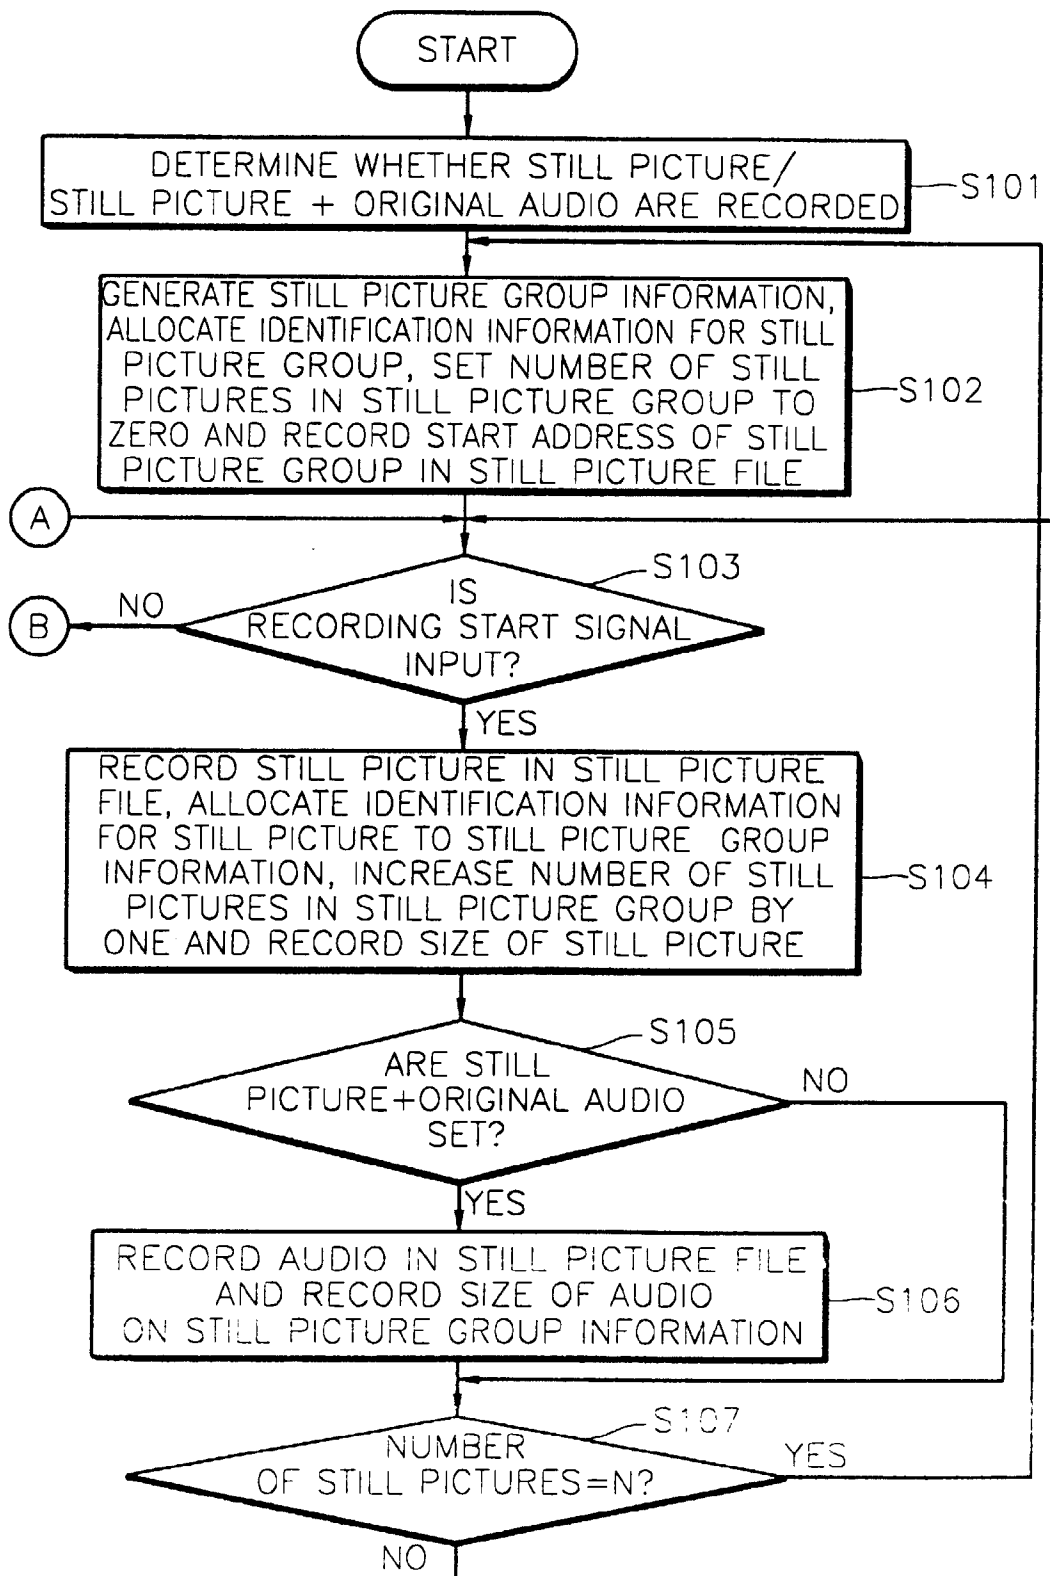 START
DETERMINE WHETHER STILL PICTURE/
STILL PICTURE + ORIGINAL AUDIO ARE RECORDED
S101
GENERATE STILL PICTURE GROUP INFORMATION,
ALLOCATE IDENTIFICATION INFORMATION FOR STILL
PICTURE GROUP, SET NUMBER OF STILL
PICTURES IN STILL PICTURE GROUP TO
ZERO AND RECORD START ADDRESS OF STILL
PICTURE GROUP IN STILL PICTURE FILE
S102
A
S103
IS
RECORDING START SIGNAL
INPUT?
NO
B
YES
RECORD STILL PICTURE IN STILL PICTURE
FILE, ALLOCATE IDENTIFICATION INFORMATION
FOR STILL PICTURE TO STILL PICTURE GROUP
INFORMATION, INCREASE NUMBER OF STILL
PICTURES IN STILL PICTURE GROUP BY
ONE AND RECORD SIZE OF STILL PICTURE
S104
S105
ARE STILL
PICTURE+ORIGINAL AUDIO
SET?
NO
YES
RECORD AUDIO IN STILL PICTURE FILE
AND RECORD SIZE OF AUDIO
ON STILL PICTURE GROUP INFORMATION
S106
S107
NUMBER
OF STILL PICTURES=N?
YES
NO